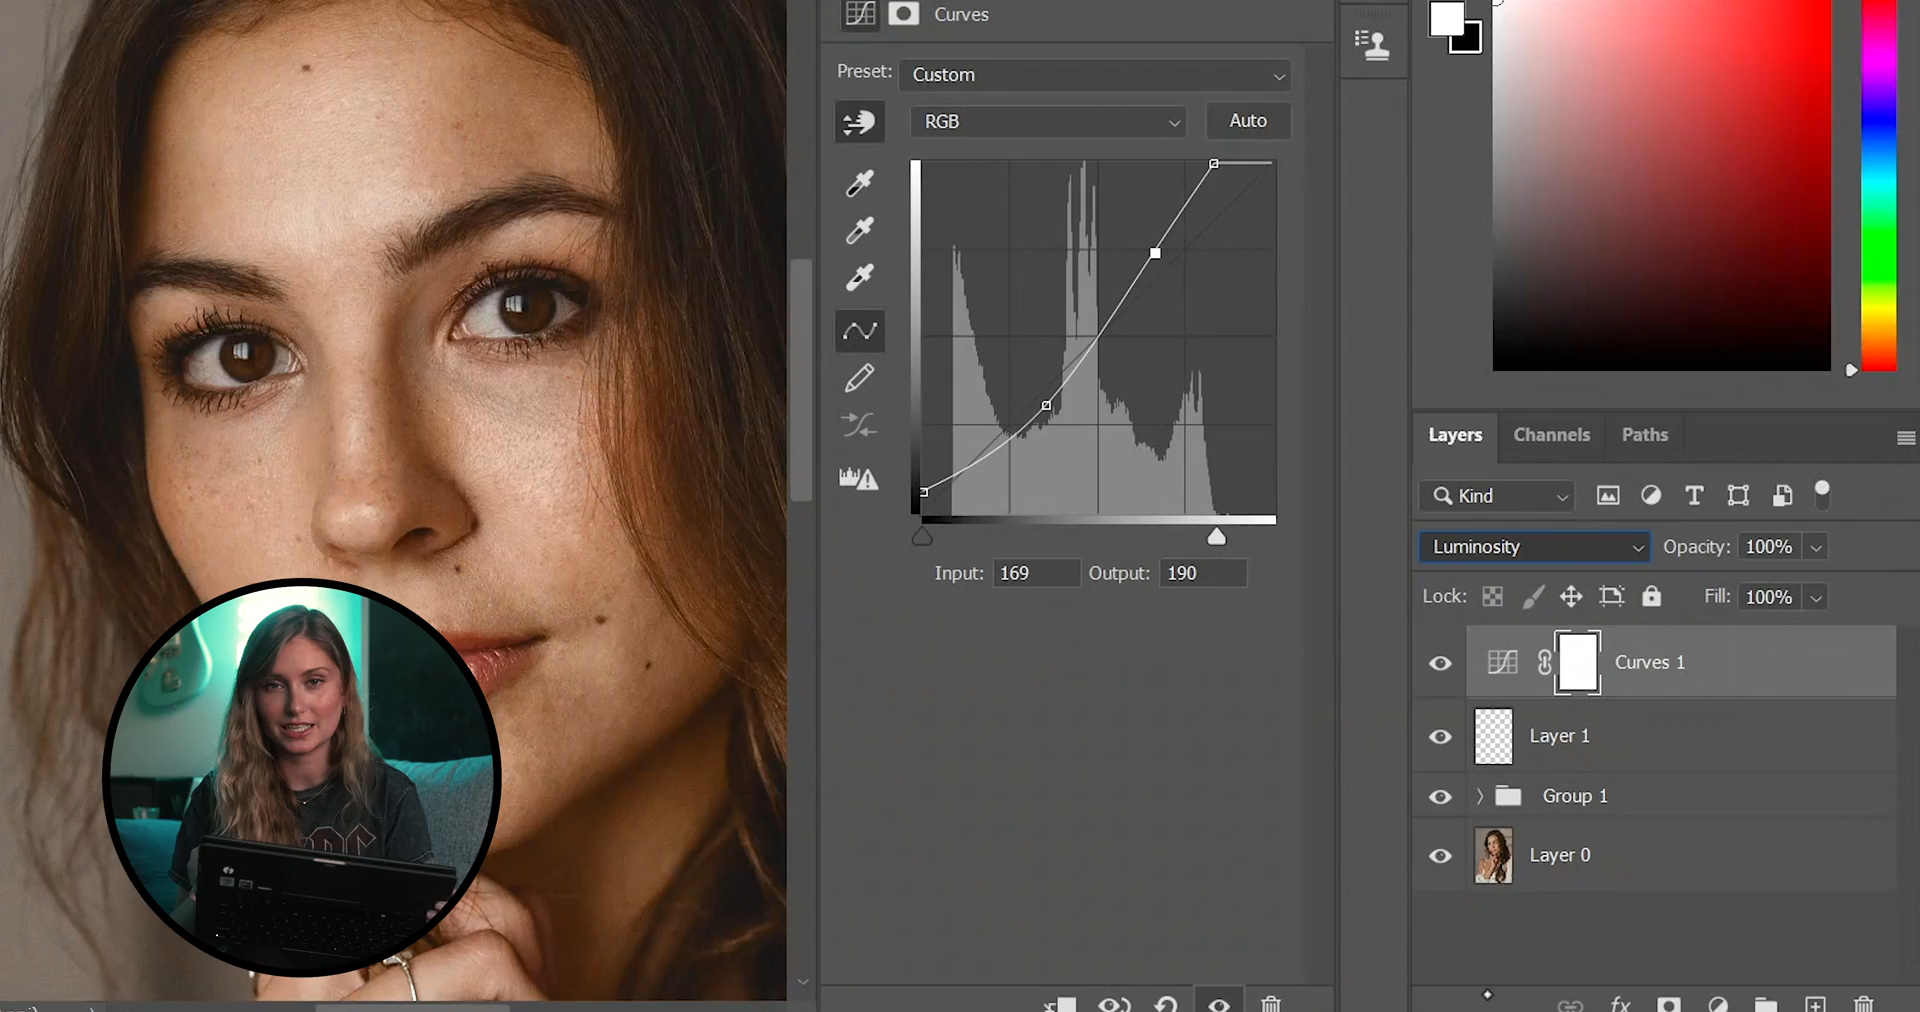 Curves
Preset: Custom
RGB Auto
Input: 169 Output: 190
Layers Channels Paths
Kind
Luminosity Opacity: 100%
Lock: Fill: 100%
Curves 1
Layer 1
Group 1
Layer 0
fx